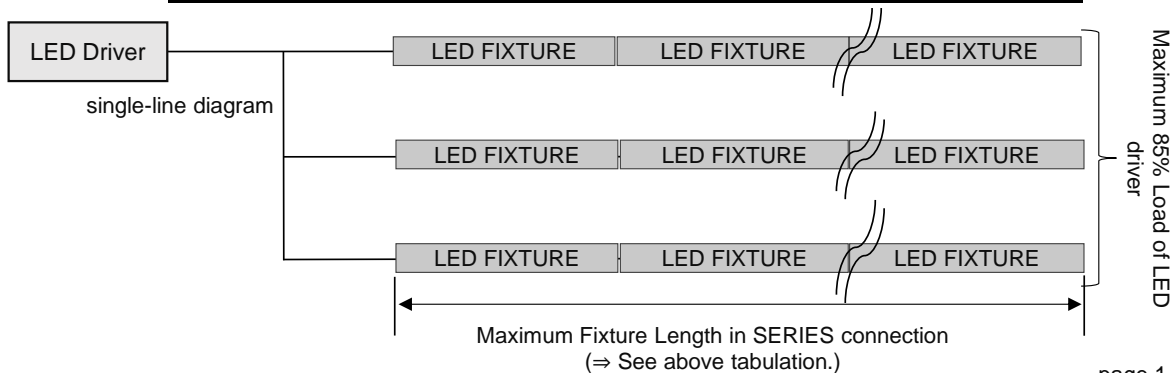 LED Driver
single-line diagram
LED FIXTURE LED FIXTURE LED FIXTURE
LED FIXTURE LED FIXTURE LED FIXTURE
LED FIXTURE LED FIXTURE LED FIXTURE
Maximum 85% Load of LED
driver
Maximum Fixture Length in SERIES connection
(⇒ See above tabulation.)
page 1